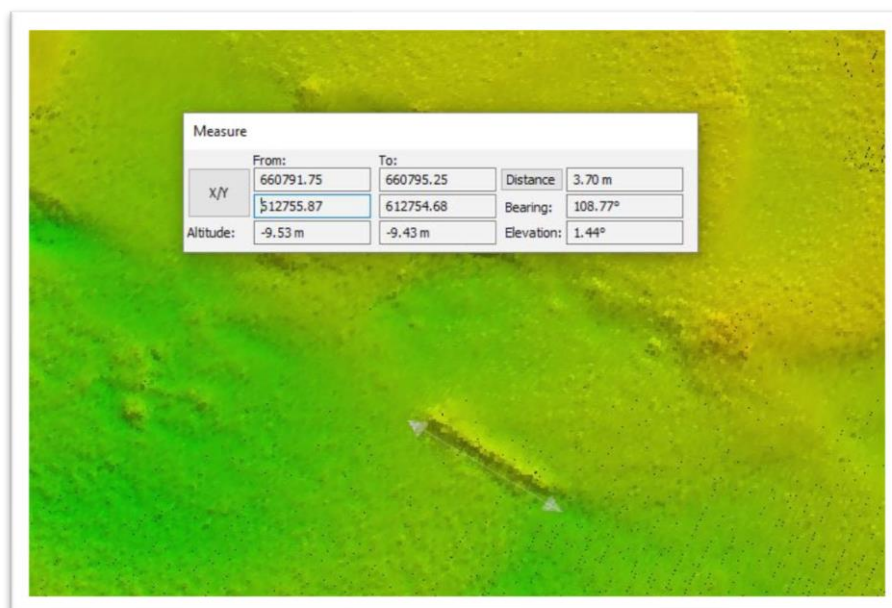 Measure
From: To:
X/Y 660791.75 660795.25 Distance 3.70 m
612755.87 612754.68 Bearing: 108.77°
Altitude: -9.53 m -9.43 m Elevation: 1.44°